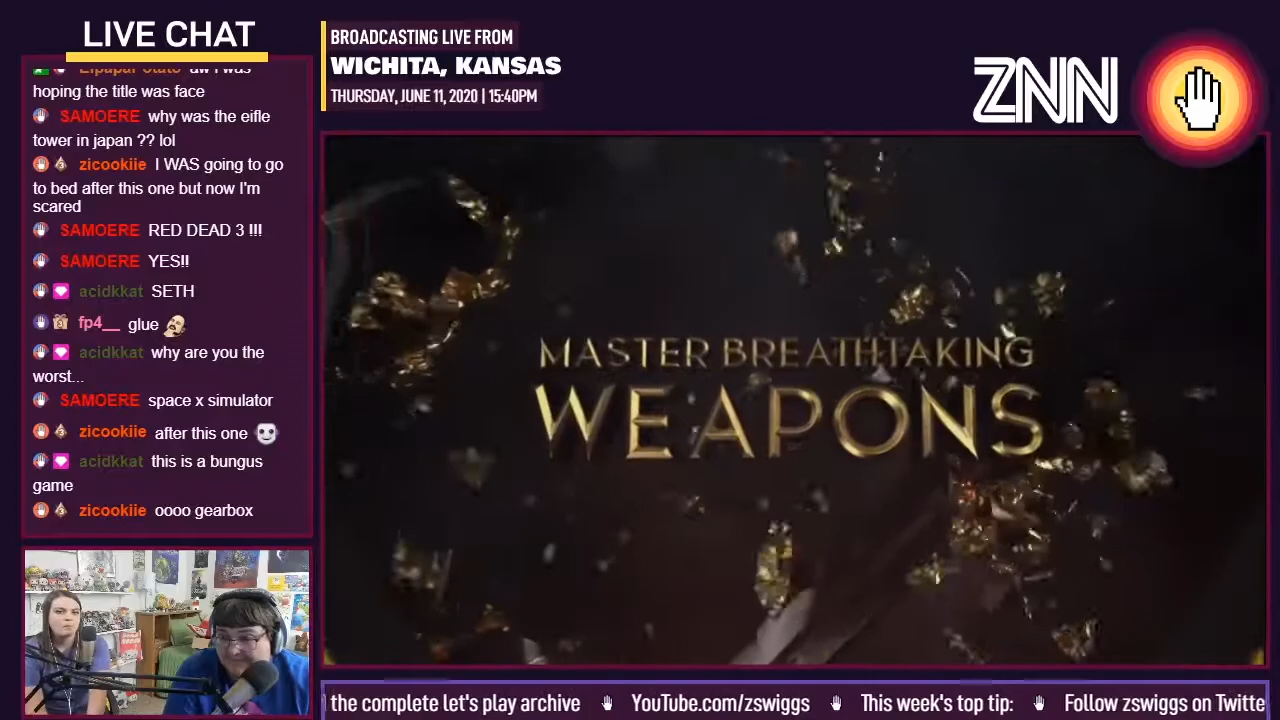 LIVE CHAT
aw I was
hoping the title was face
SAMOERE why was the eifle
tower in japan ?? lol
zicookiie I WAS going to go
to bed after this one but now I'm
scared
SAMOERE RED DEAD 3 !!!
SAMOERE YES!!
acidkkat SETH
fp4__ glue
acidkkat why are you the
worst...
SAMOERE space x simulator
zicookiie after this one
acidkkat this is a bungus
game
zicookiie oooo gearbox
BROADCASTING LIVE FROM
WICHITA, KANSAS
THURSDAY, JUNE 11, 2020 | 15:40PM
ZNN
MASTER BREATHTAKING
WEAPONS
the complete let's play archive YouTube.com/zswiggs This week's top tip: Follow zswiggs on Twitte